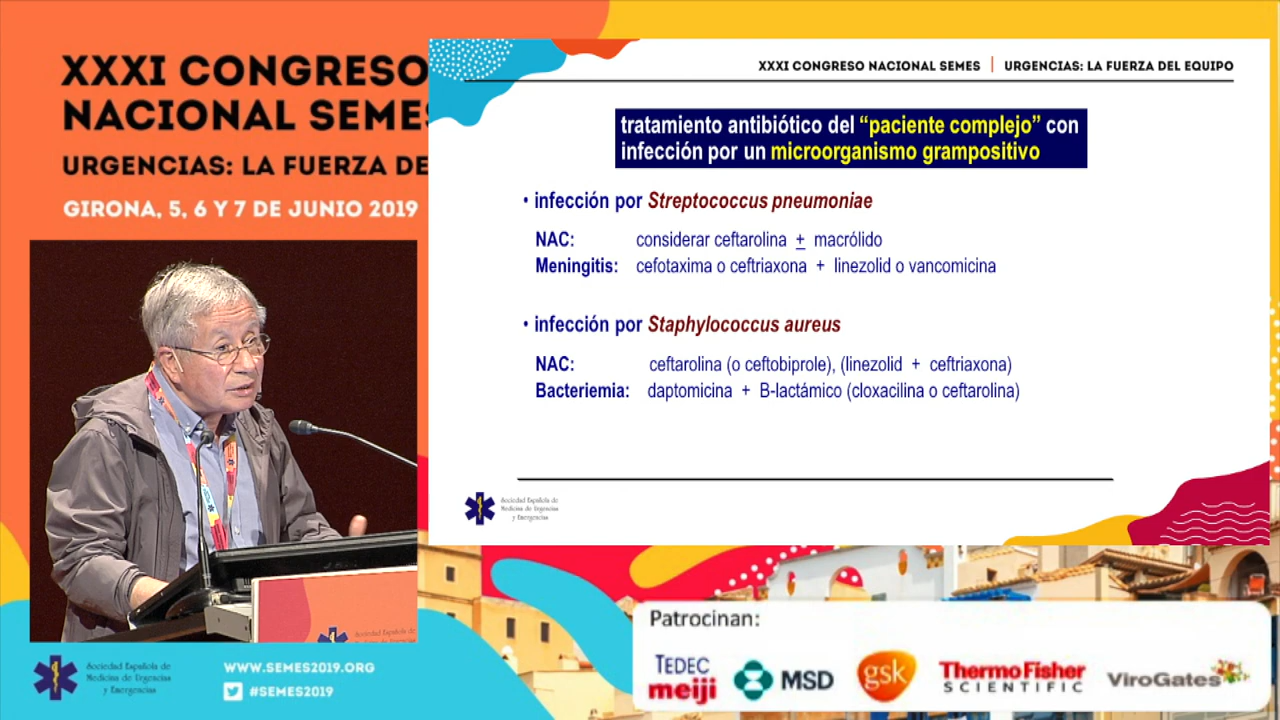 XXXI CONGRESO
NACIONAL SEMES
URGENCIAS: LA FUERZA DE
GIRONA, 5, 6 Y 7 DE JUNIO 2019
XXXI CONGRESO NACIONAL SEMES | URGENCIAS: LA FUERZA DEL EQUIPO
tratamiento antibiótico del “paciente complejo” con
infección por un microorganismo grampositivo
• infección por Streptococcus pneumoniae
NAC: considerar ceftarolina ± macrólido
Meningitis: cefotaxima o ceftriaxona + linezolid o vancomicina
• infección por Staphylococcus aureus
NAC: ceftarolina (o ceftobiprole), (linezolid + ceftriaxona)
Bacteriemia: daptomicina + B-lactámico (cloxacilina o ceftarolina)
Sociedad Española de
Medicina de Urgencias
y Emergencias
Sociedad Española de
Sociedad Española de
Medicina de Urgencias
y Emergencias
WWW.SEMES2019.ORG
#SEMES2019
Patrocinan:
TEDEC
meiji
MSD
gsk
ThermoFisher
SCIENTIFIC
ViroGates